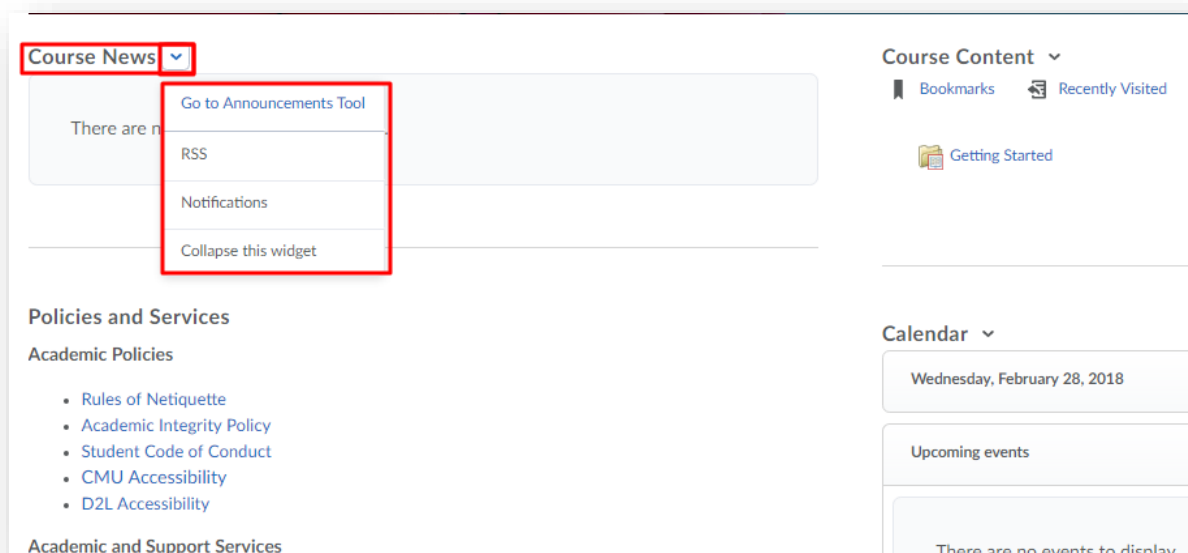 Course News
Go to Announcements Tool
There are n
RSS
Notifications
Collapse this widget
Policies and Services
Academic Policies
Rules of Netiquette
Academic Integrity Policy
Student Code of Conduct
CMU Accessibility
D2L Accessibility
Academic and Support Services
Course Content
Bookmarks Recently Visited
Getting Started
Calendar
Wednesday, February 28, 2018
Upcoming events
There are no events to display